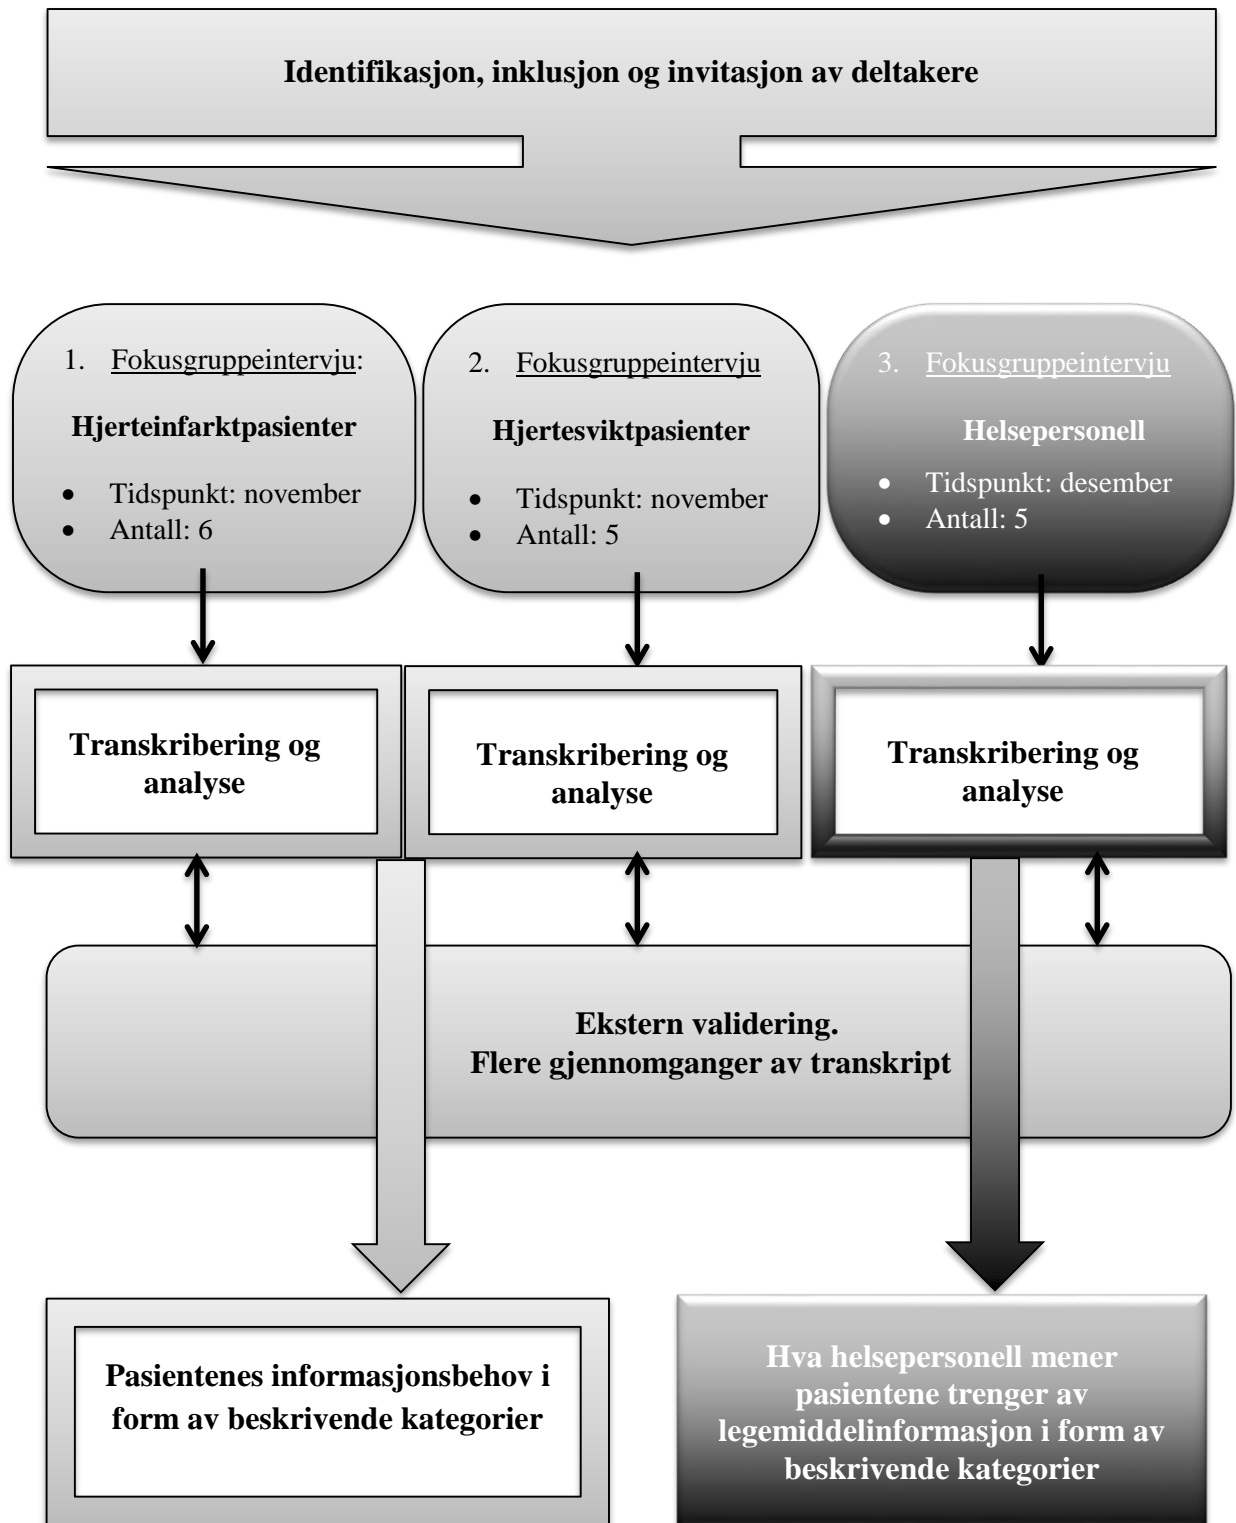 Identifikasjon, inklusjon og invitasjon av deltakere
1. Fokusgruppeintervju:
Hjerteinfarktpasienter
• Tidspunkt: november
• Antall: 6
2. Fokusgruppeintervju
Hjertesviktpasienter
• Tidspunkt: november
• Antall: 5
3. Fokusgruppeintervju
Helsepersonell
• Tidspunkt: desember
• Antall: 5
Transkribering og
analyse
Transkribering og
analyse
Transkribering og
analyse
Ekstern validering.
Flere gjennomganger av transkript
Pasientenes informasjonsbehov i
form av beskrivende kategorier
Hva helsepersonell mener
pasientene trenger av
legemiddelinformasjon i form av
beskrivende kategorier